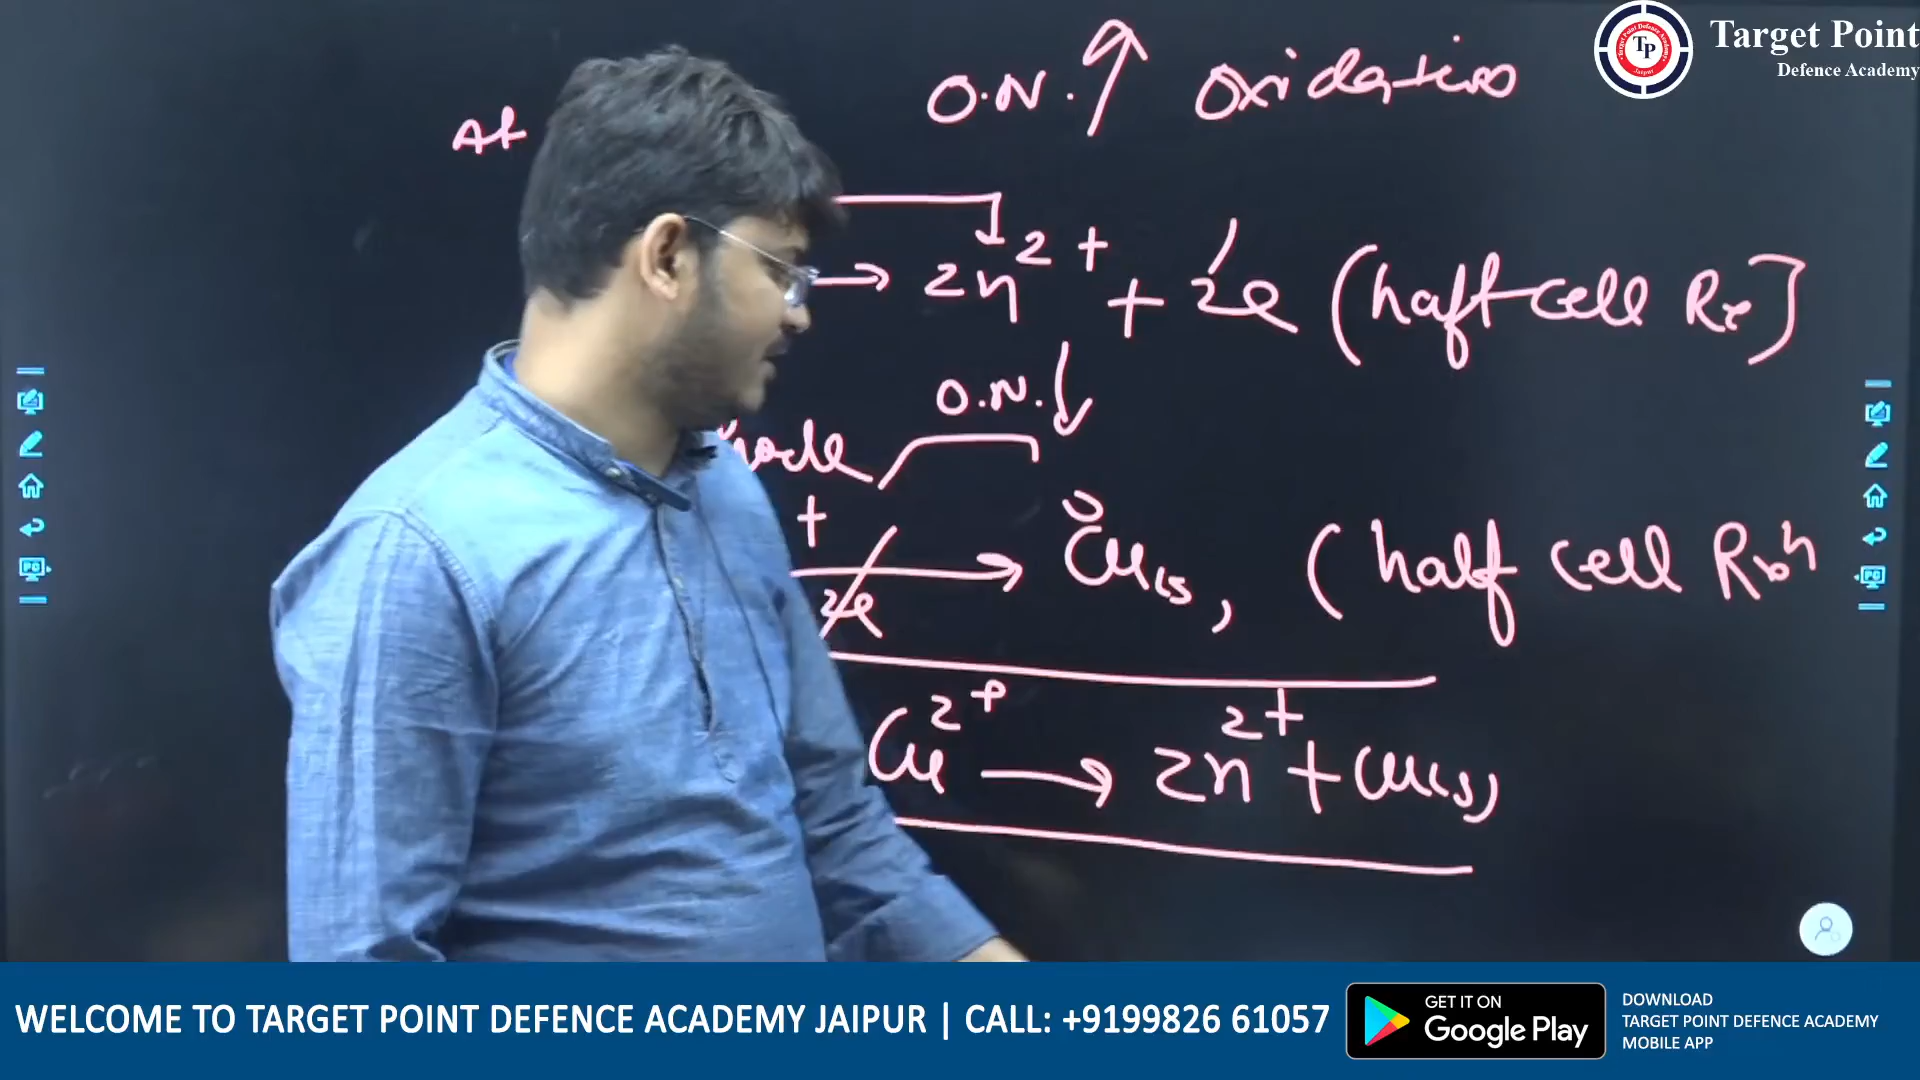 Target Point
Defence Academy
TP
O.N. ↑ oxidation
At
→ Zn²⁺ + 2e (haft cell Rx)
O.N. ↓
ode
+ 2e → Cu(s), (half cell Rxn
Cu²⁺ → Zn²⁺ + Cu(s)
WELCOME TO TARGET POINT DEFENCE ACADEMY JAIPUR | CALL: +9199826 61057
GET IT ON
Google Play
DOWNLOAD
TARGET POINT DEFENCE ACADEMY
MOBILE APP